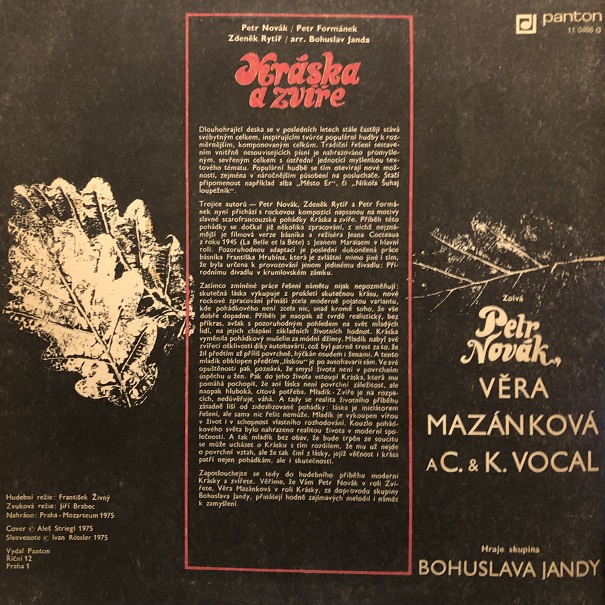 panton
11 0486 G
Petr Novák / Petr Formánek
Zdeněk Rytíř / arr. Bohuslav Janda
Kráska
a zvíře
Dlouhohrající deska se v posledních letech stále častěji stává
svébytným celkem, inspirujícím tvůrce populární hudby k roz-
měrnějším, komponovaným celkům. Tradiční řešení sestave-
ním vnitřně nesouvisejících písní je nahrazováno promyšle-
ným, sevřeným celkem s ústřední jednotící myšlenkou tex-
tového tématu. Populární hudbě se tím otevírají nové mož-
nosti, zejména v náročnějším působení na posluchače. Stačí
připomenout například alba „Město Er“, či „Nikola Šuhaj
loupežník“.
Trojice autorů — Petr Novák, Zdeněk Rytíř a Petr Formá-
nek nyní přichází s rockovou kompozicí napsanou na motivy
slavné starofrancouzské pohádky Kráska a zvíře. Příběh této
pohádky se dočkal již několika zpracování, z nichž nejzná-
mější je filmová verze básníka a režiséra Jeana Cocteaua
z roku 1945 (La Belle et la Bête) s Jeanem Maraisem v hlavní
roli. Pozoruhodnou adaptací je poslední dokončená práce
básníka Františka Hrubína, která je zvláštní mimo jiné i tím,
že byla určena k provozování jenom jedinému divadlu: Pří-
rodnímu divadlu v krumlovském zámku.
Zatímco zmíněné práce řešení námětu nijak nepozměňují:
skutečná láska vykupuje z prokletí skutečnou krásu, nové
rockové zpracování přináší zcela moderně pojatou variantu,
kde pohádkového není zcela nic, snad kromě toho, že vše
dobře dopadne. Příběh je naopak až tvrdě realistický, bez
příkras, avšak s pozoruhodným pohledem na svět mladých
lidí, na jejich chápání základních životních hodnot. Kráska
vyměnila pohádkový mušelín za módní džíny. Mladík nabyl své
zvířecí ošklivosti díky autohavárii, což byl patrně trest za to, že
žil předtím až příliš povrchně, hýčkán osudem i ženami. A tento
mladík obklopen předtím „láskou“ je po autohavárii sám. Ve své
opuštěnosti pak poznává, že smysl života není v povrchním
úspěchu u žen. Pak do jeho života vstoupí Kráska, která mu
pomáhá pochopit, že ani láska není povrchní záležitost, ale
naopak hluboká, citová potřeba. Mladík - Zvíře je na rozpa-
cích, nedůvěřuje, váhá. A tady se realita životního příběhu
zásadně liší od zidealizované pohádky: láska je iniciátorem
řešení, ale sama nic řešit nemůže. Mladík je vykoupen vírou
v život i v schopnost vlastního rozhodování. Kouzlo pohád-
kového světa bylo nahrazeno realitou života v moderní spo-
lečnosti. A tak mladík bez obav, že bude trpěn ze soucitu
se může ucházet o Krásku s tím rozdílem, že mu už nejde
o povrchní vztah, ale že tak činí z lásky, jejíž věčnost i krása
patří nejen pohádkám, ale i skutečnosti.
Zaposlouchejte se tedy do hudebního příběhu moderní
Krásky a zvířete. Věříme, že Vám Petr Novák v roli Zví-
řete, Věra Mazánková v roli Krásky, za doprovodu skupiny
Bohuslava Jandy, přinášejí hodně zajímavých melodií i námět
k zamyšlení.
Zpívá
Petr
Novák,
VĚRA
MAZÁNKOVÁ
A C. & K. VOCAL
Hraje skupina
BOHUSLAVA JANDY
Hudební režie: František Živný
Zvuková režie: Jiří Brabec
Nahráno: Praha - Mozarteum 1975
Cover © Aleš Striegl 1975
Sleevenote © Ivan Rössler 1975
Vydal Panton
Říční 12
Praha 1